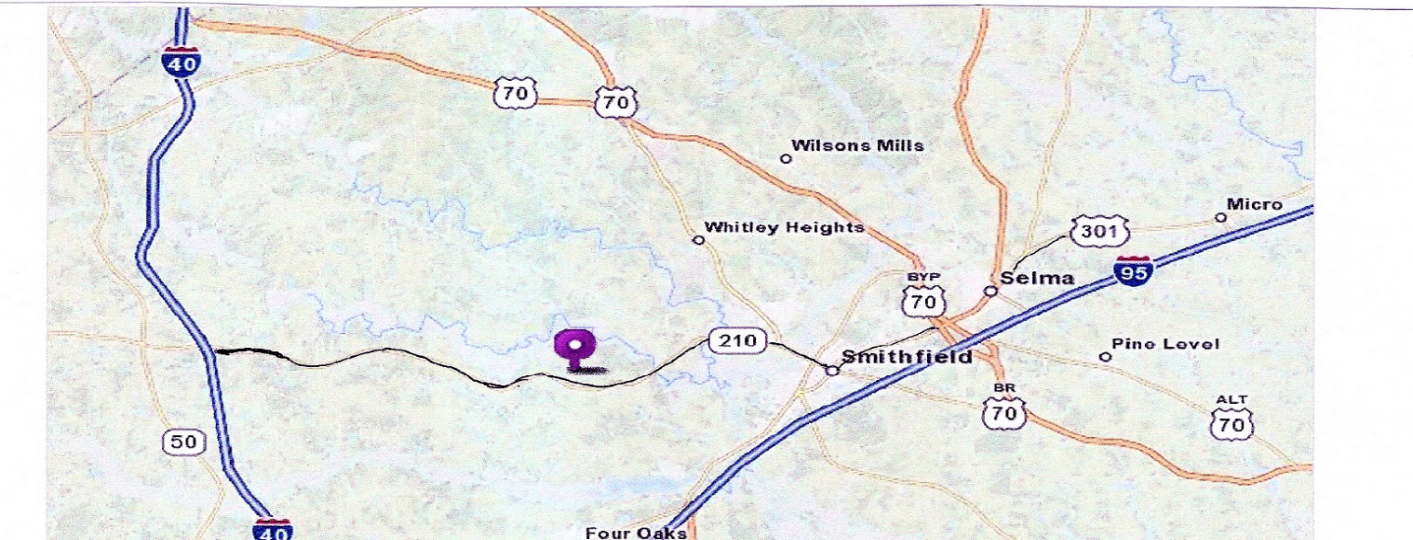 40
70
70
Wilsons Mills
Micro
Whitley Heights
301
95
BYP
70
Selma
210
Smithfield
Pine Level
BR
70
ALT
70
50
40
Four Oaks